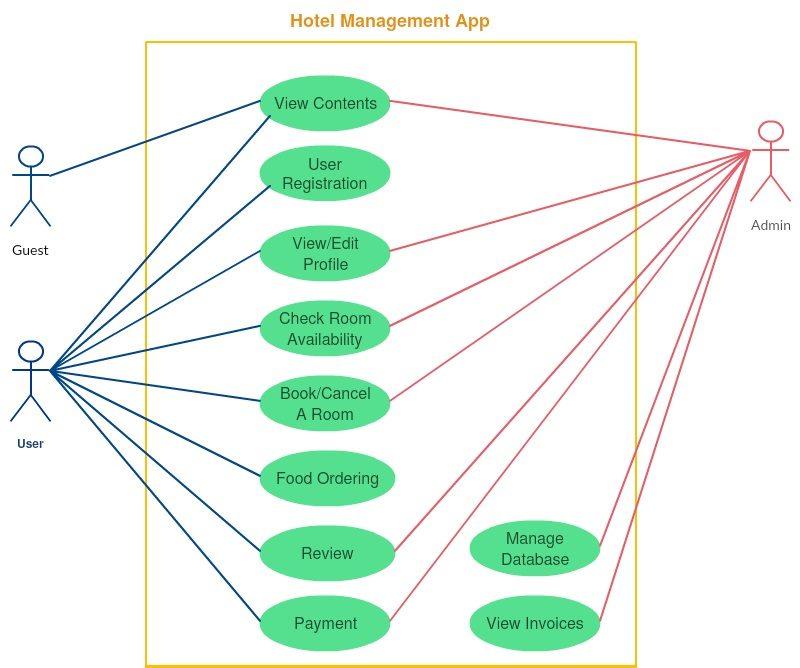 Hotel Management App
View Contents
User
Registration
View/Edit
Profile
Check Room
Availability
Book/Cancel
A Room
Food Ordering
Review
Payment
Manage
Database
View Invoices
Guest
User
Admin